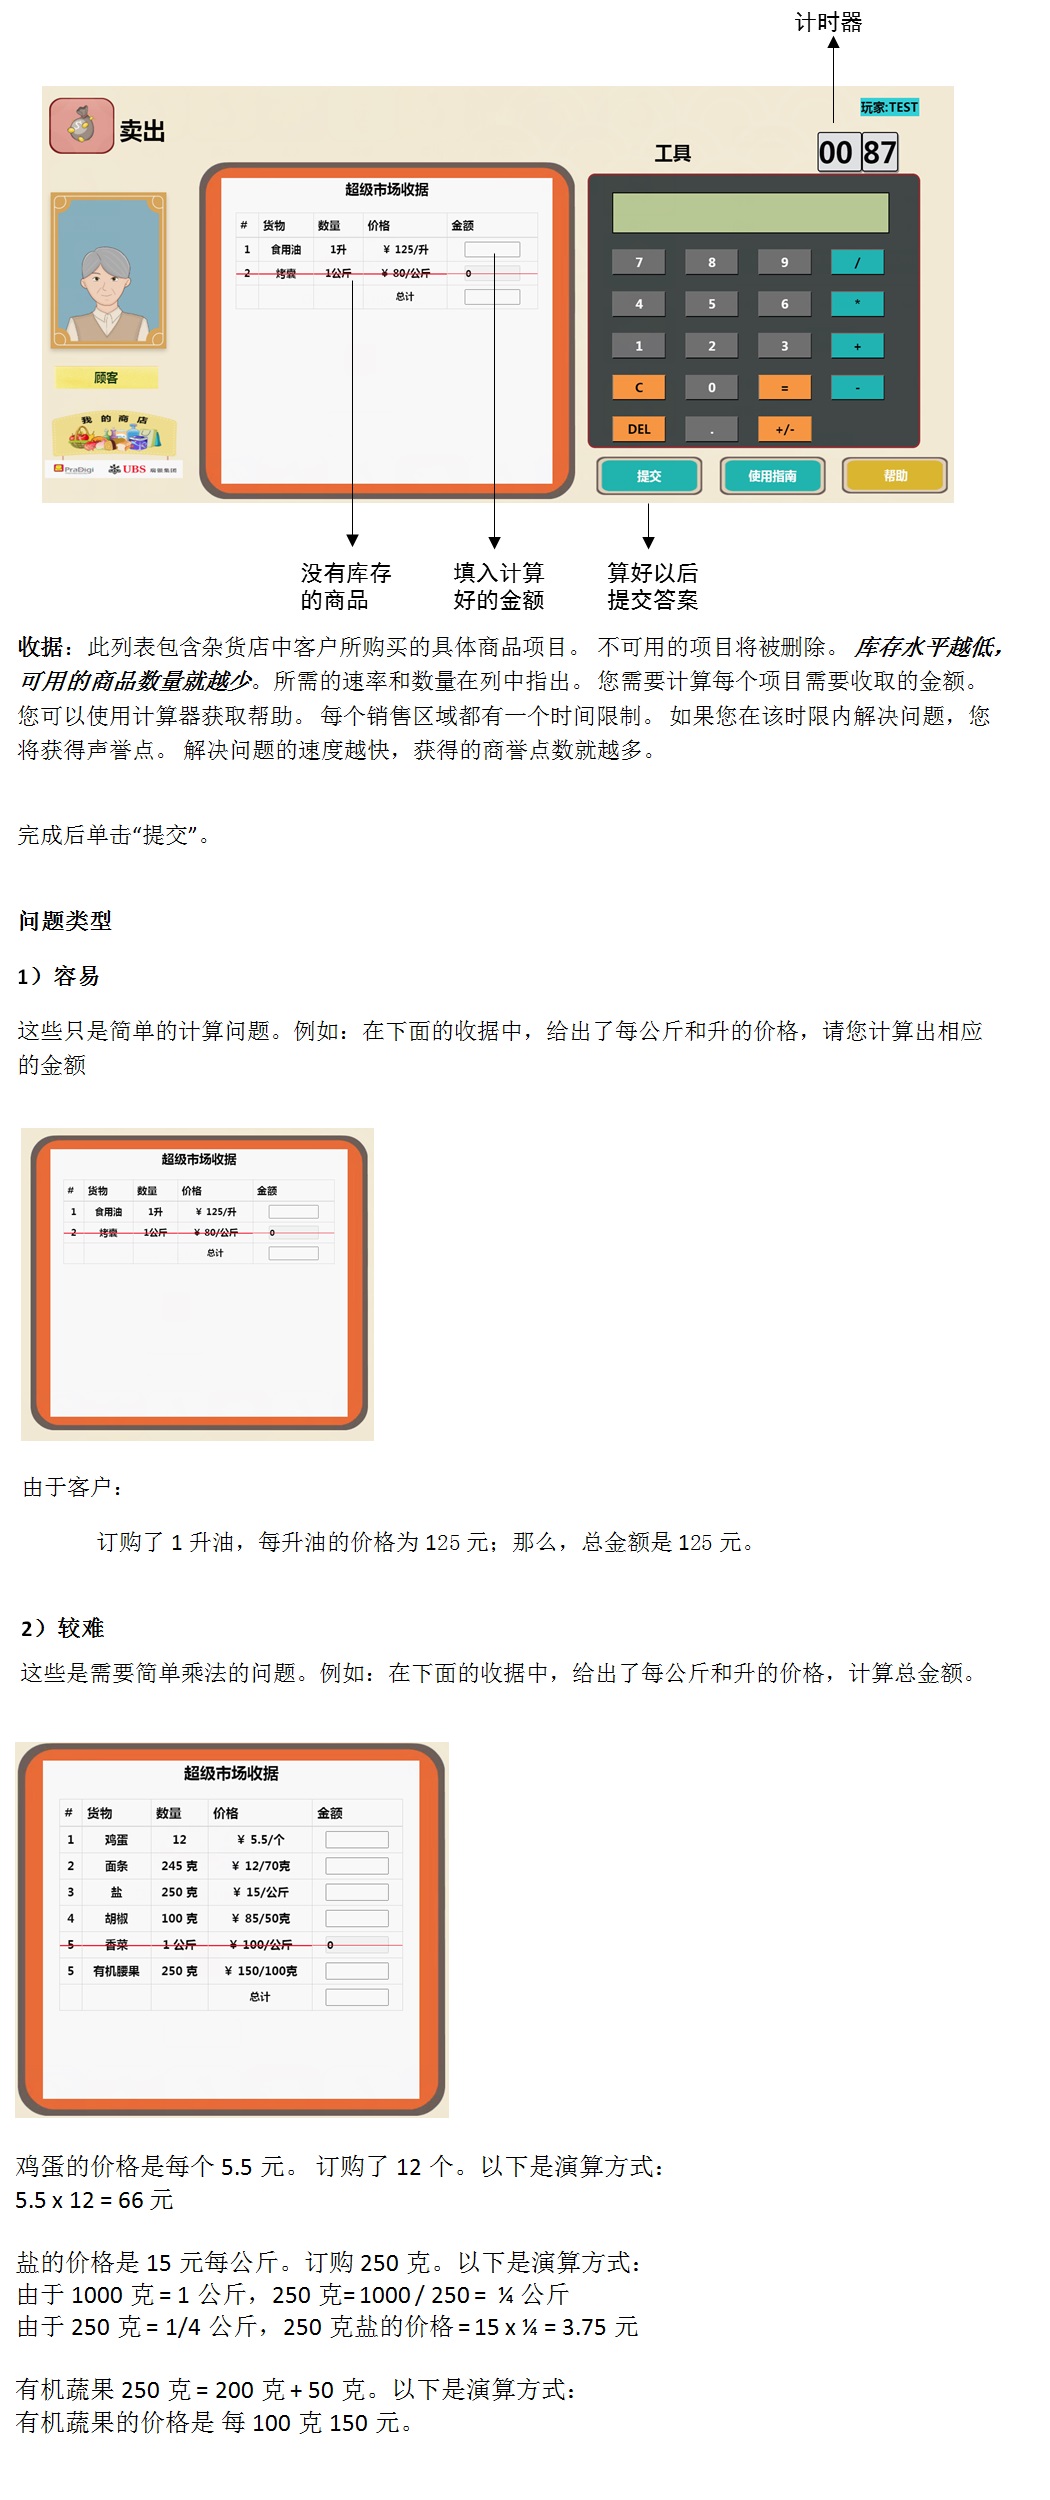 计时器
玩家:TEST
卖出
工具
00 87
超级市场收据
# 货物 数量 价格 金额
1 食用油 1升 ¥ 125/升
2 烤囊 1公斤 ¥ 80/公斤 0
总计
7 8 9 /
4 5 6 *
1 2 3 +
C 0 = -
DEL . +/-
顾客
我的商店
PraDigi UBS 瑞银集团
提交 使用指南 帮助
没有库存 填入计算 算好以后
的商品 好的金额 提交答案
收据：此列表包含杂货店中客户所购买的具体商品项目。 不可用的项目将被删除。 库存水平越低，
可用的商品数量就越少。所需的速率和数量在列中指出。 您需要计算每个项目需要收取的金额。
您可以使用计算器获取帮助。 每个销售区域都有一个时间限制。 如果您在该时限内解决问题，您
将获得声誉点。 解决问题的速度越快，获得的商誉点数就越多。
完成后单击“提交”。
问题类型
1）容易
这些只是简单的计算问题。例如：在下面的收据中，给出了每公斤和升的价格，请您计算出相应
的金额
超级市场收据
# 货物 数量 价格 金额
1 食用油 1升 ¥ 125/升
2 烤囊 1公斤 ¥ 80/公斤 0
总计
由于客户：
订购了 1 升油，每升油的价格为 125 元；那么，总金额是 125 元。
2）较难
这些是需要简单乘法的问题。例如：在下面的收据中，给出了每公斤和升的价格，计算总金额。
超级市场收据
# 货物 数量 价格 金额
1 鸡蛋 12 ¥ 5.5/个
2 面条 245 克 ¥ 12/70克
3 盐 250 克 ¥ 15/公斤
4 胡椒 100 克 ¥ 85/50克
5 香菜 1 公斤 ¥ 100/公斤 0
5 有机腰果 250 克 ¥ 150/100克
总计
鸡蛋的价格是每个 5.5 元。 订购了 12 个。以下是演算方式：
5.5 x 12 = 66 元
盐的价格是 15 元每公斤。订购 250 克。以下是演算方式：
由于 1000 克 = 1 公斤，250 克= 1000 / 250 = ¼ 公斤
由于 250 克 = 1/4 公斤，250 克盐的价格 = 15 x ¼ = 3.75 元
有机蔬果 250 克 = 200 克 + 50 克。以下是演算方式：
有机蔬果的价格是 每 100 克 150 元。